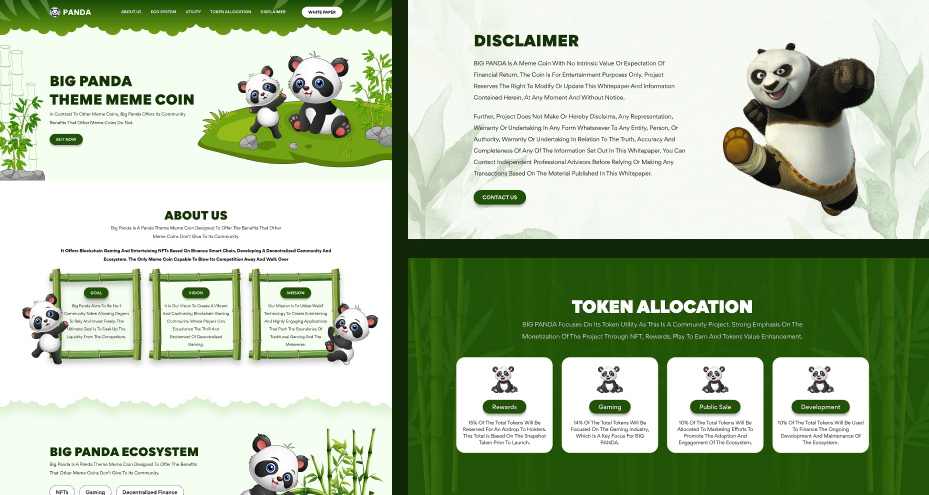 PANDA
ABOUT US
ECO SYSTEM
UTILITY
TOKEN ALLOCATION
DISCLAIMER
WHITE PAPER
BIG PANDA
THEME MEME COIN
In Contrast To Other Meme Coins, Big Panda Offers Its Community
Benefits That Other Meme Coins Do Not.
BUY NOW
ABOUT US
Big Panda Is A Panda Theme Meme Coin Designed To Offer The Benefits That Other
Meme Coins Don't Give To Its Community.
It Offers Blockchain Gaming And Entertaining NFTs Based On Binance Smart Chain, Developing A Decentralized Community And
Ecosystem. The Only Meme Coin Capable To Blow Its Competition Away And Walk Over
GOAL
Big Panda Aims To Be No.1
Community Token Allowing Degens
To Rely And Invest Freely. The
Ultimate Goal Is To Soak Up The
Liquidity From The Competition.
VISION
It Is Our Vision To Create A Vibrant
And Captivating Blockchain Gaming
Community Where Players Can
Experience The Thrill And
Excitement Of Decentralized
Gaming.
MISSION
Our Mission Is To Utilize Web3
Technology To Create Entertaining
And Highly Engaging Applications
That Push The Boundaries Of
Traditional Gaming And The
Metaverse.
BIG PANDA ECOSYSTEM
Big Panda Is A Panda Theme Meme Coin Designed To Offer The Benefits
That Other Meme Coins Don't Give To Its Community.
NFTs
Gaming
Decentralized Finance
DISCLAIMER
BIG PANDA Is A Meme Coin With No Intrinsic Value Or Expectation Of
Financial Return. The Coin Is For Entertainment Purposes Only. Project
Reserves The Right To Modify Or Update This Whitepaper And Information
Contained Herein, At Any Moment And Without Notice.
Further, Project Does Not Make Or Hereby Disclaims, Any Representation,
Warranty Or Undertaking In Any Form Whatsoever To Any Entity, Person, Or
Authority, Warranty Or Undertaking In Relation To The Truth, Accuracy And
Completeness Of Any Of The Information Set Out In This Whitepaper. You Can
Contact Independent Professional Advisors Before Relying Or Making Any
Transactions Based On The Material Published In This Whitepaper.
CONTACT US
TOKEN ALLOCATION
BIG PANDA Focuses On Its Token Utility As This Is A Community Project, Strong Emphasis On The
Monetization Of The Project Through NFT, Rewards, Play To Earn And Tokens Value Enhancement.
Rewards
15% Of The Total Tokens Will Be
Reserved For An Airdrop To Holders.
This Total Is Based On The Snapshot
Taken Prior To Launch.
Gaming
14% Of The Total Tokens Will Be
Focused On The Gaming Industry,
Which Is A Key Focus For BIG
PANDA.
Public Sale
10% Of The Total Tokens Will Be
Allocated To Marketing Efforts To
Promote The Adoption And
Engagement Of The Ecosystem.
Development
10% Of The Total Tokens Will Be Used
To Finance The Ongoing
Development And Maintenance Of
The Ecosystem.